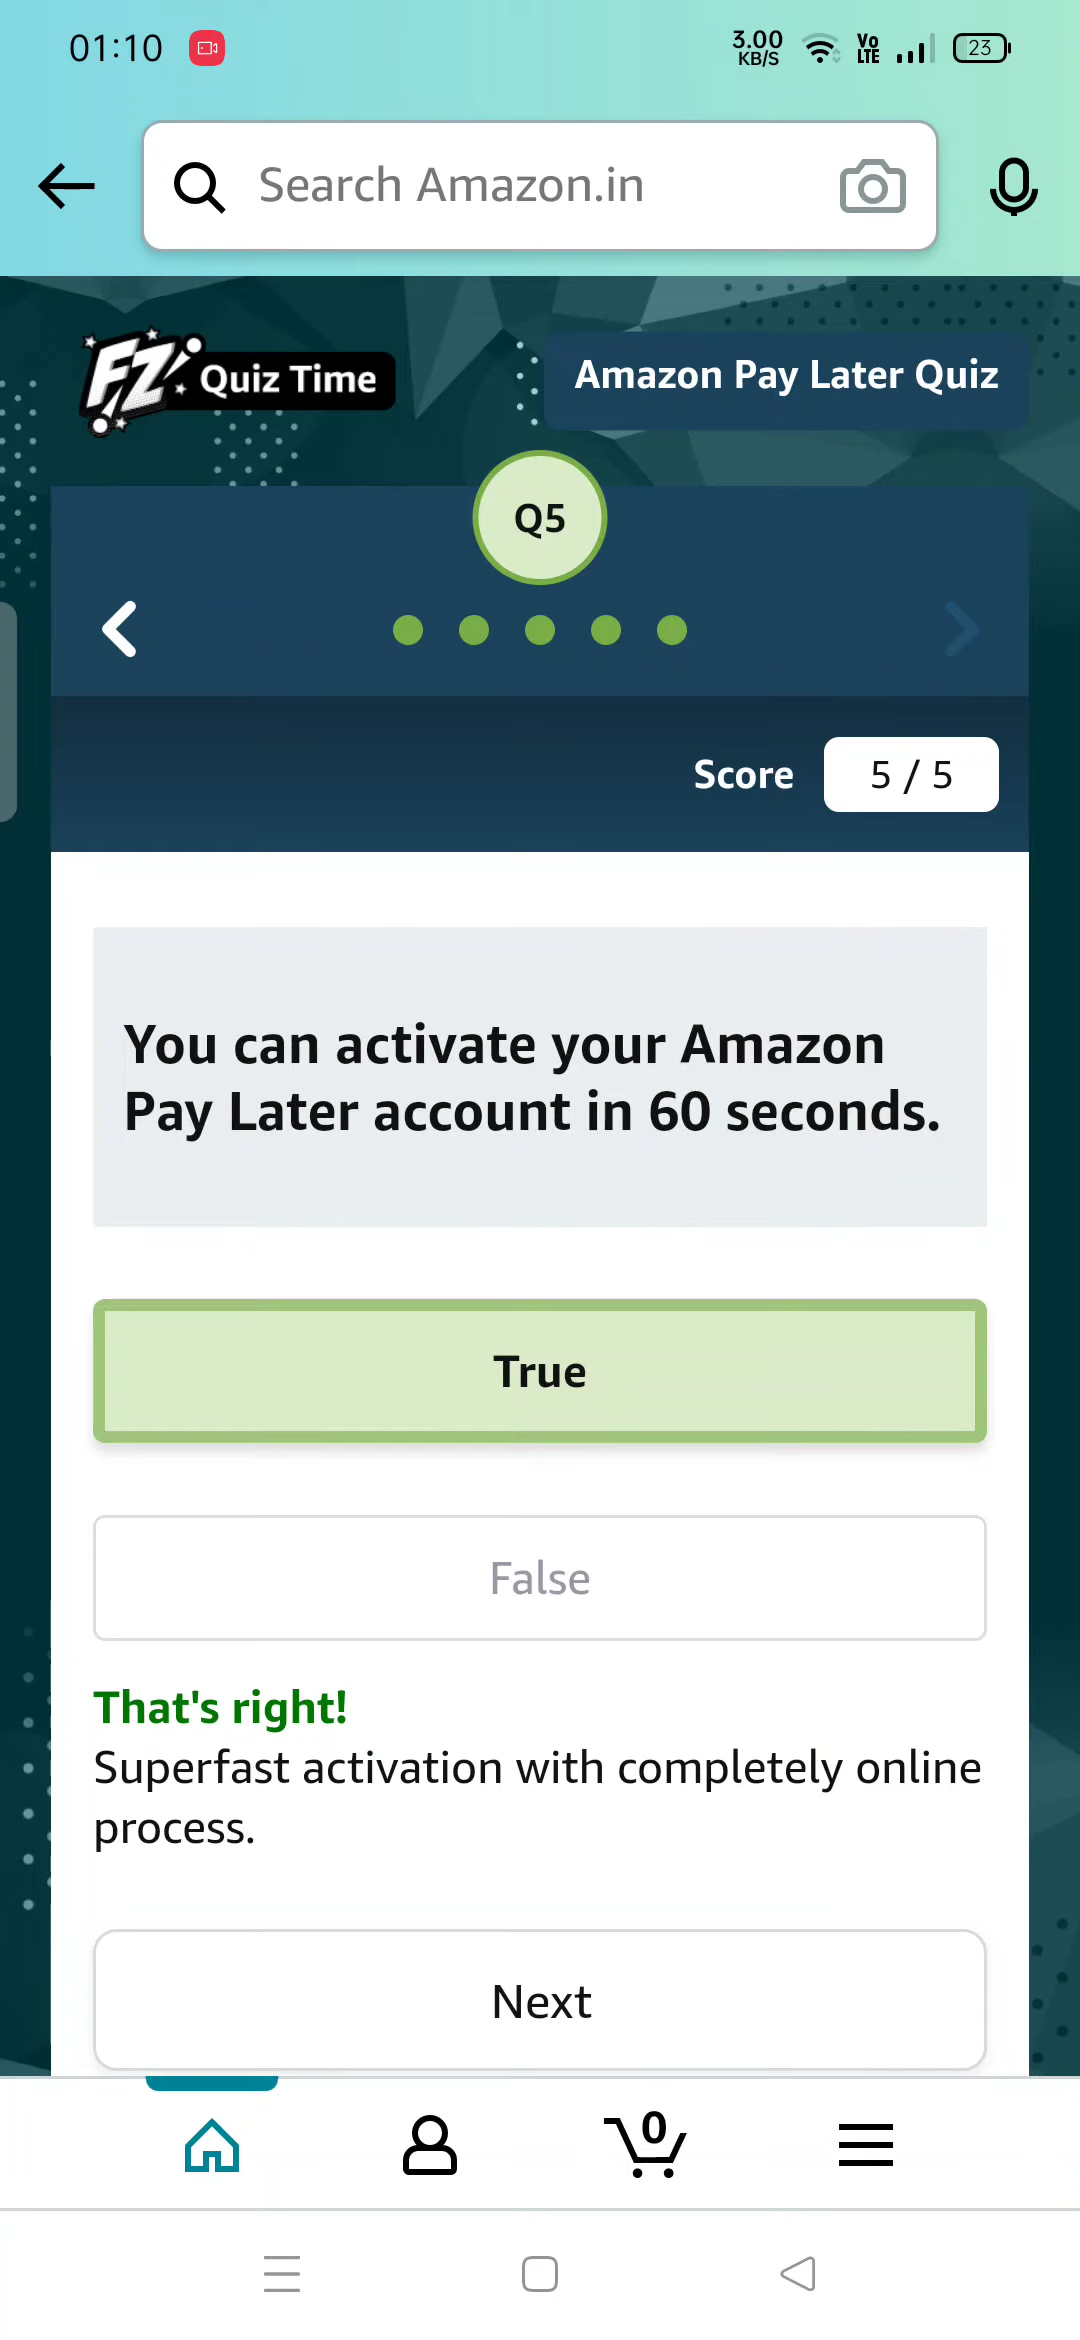 01:10
3.00
KB/S
Vo
LTE
23
Search Amazon.in
FZ Quiz Time
Amazon Pay Later Quiz
Q5
Score 5 / 5
You can activate your Amazon
Pay Later account in 60 seconds.
True
False
That's right!
Superfast activation with completely online
process.
Next
0